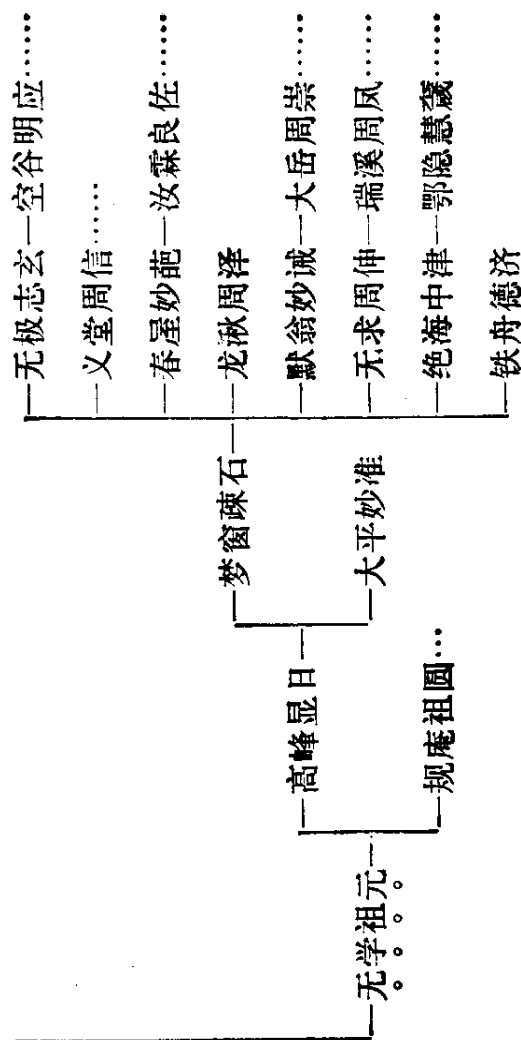 无学祖元
高峰显日
规庵祖圆…
梦窗疎石
大平妙准
无极志玄—空谷明应……
义堂周信……
春屋妙葩—汝霖良佐……
龙湫周泽
默翁妙诫—大岳周崇……
无求周伸—瑞溪周凤……
绝海中津—鄂隐慧奯……
铁舟德济